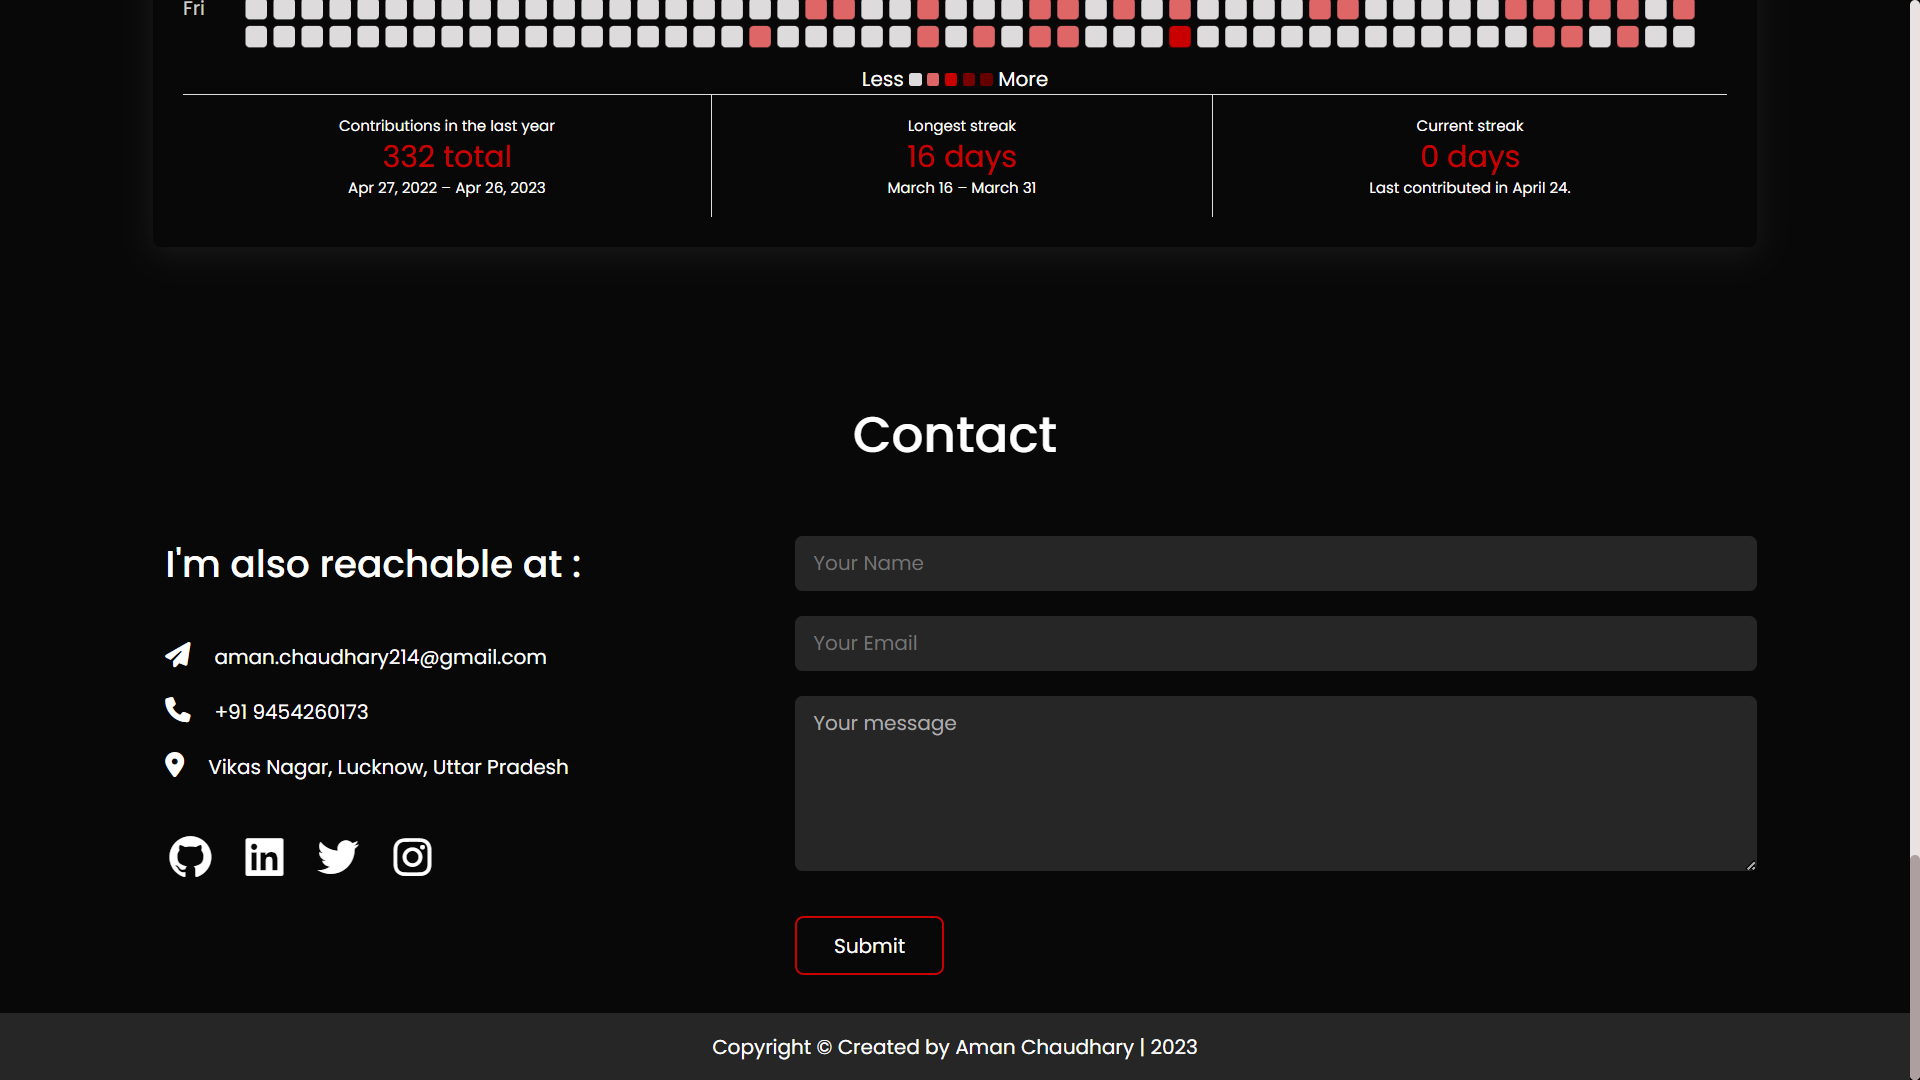 Fri
Less More
Contributions in the last year
332 total
Apr 27, 2022 – Apr 26, 2023
Longest streak
16 days
March 16 – March 31
Current streak
0 days
Last contributed in April 24.
Contact
I'm also reachable at :
aman.chaudhary214@gmail.com
+91 9454260173
Vikas Nagar, Lucknow, Uttar Pradesh
Your Name
Your Email
Your message
Submit
Copyright © Created by Aman Chaudhary | 2023